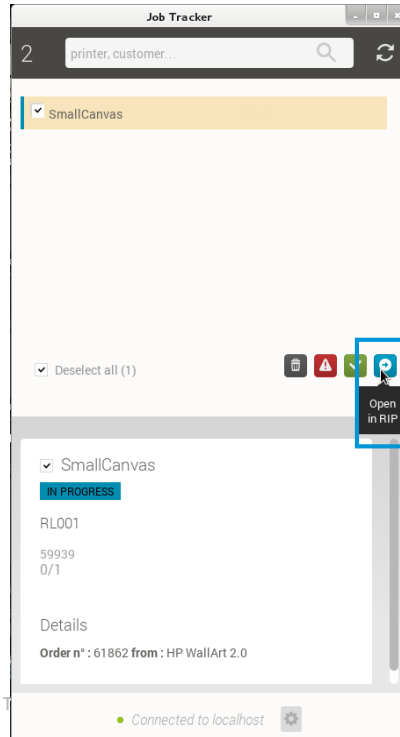 Job Tracker
2
printer, customer...
SmallCanvas
Deselect all (1)
Open
in RIP
SmallCanvas
IN PROGRESS
RL001
59939
0/1
Details
Order n° : 61862 from : HP WallArt 2.0
T
Connected to localhost